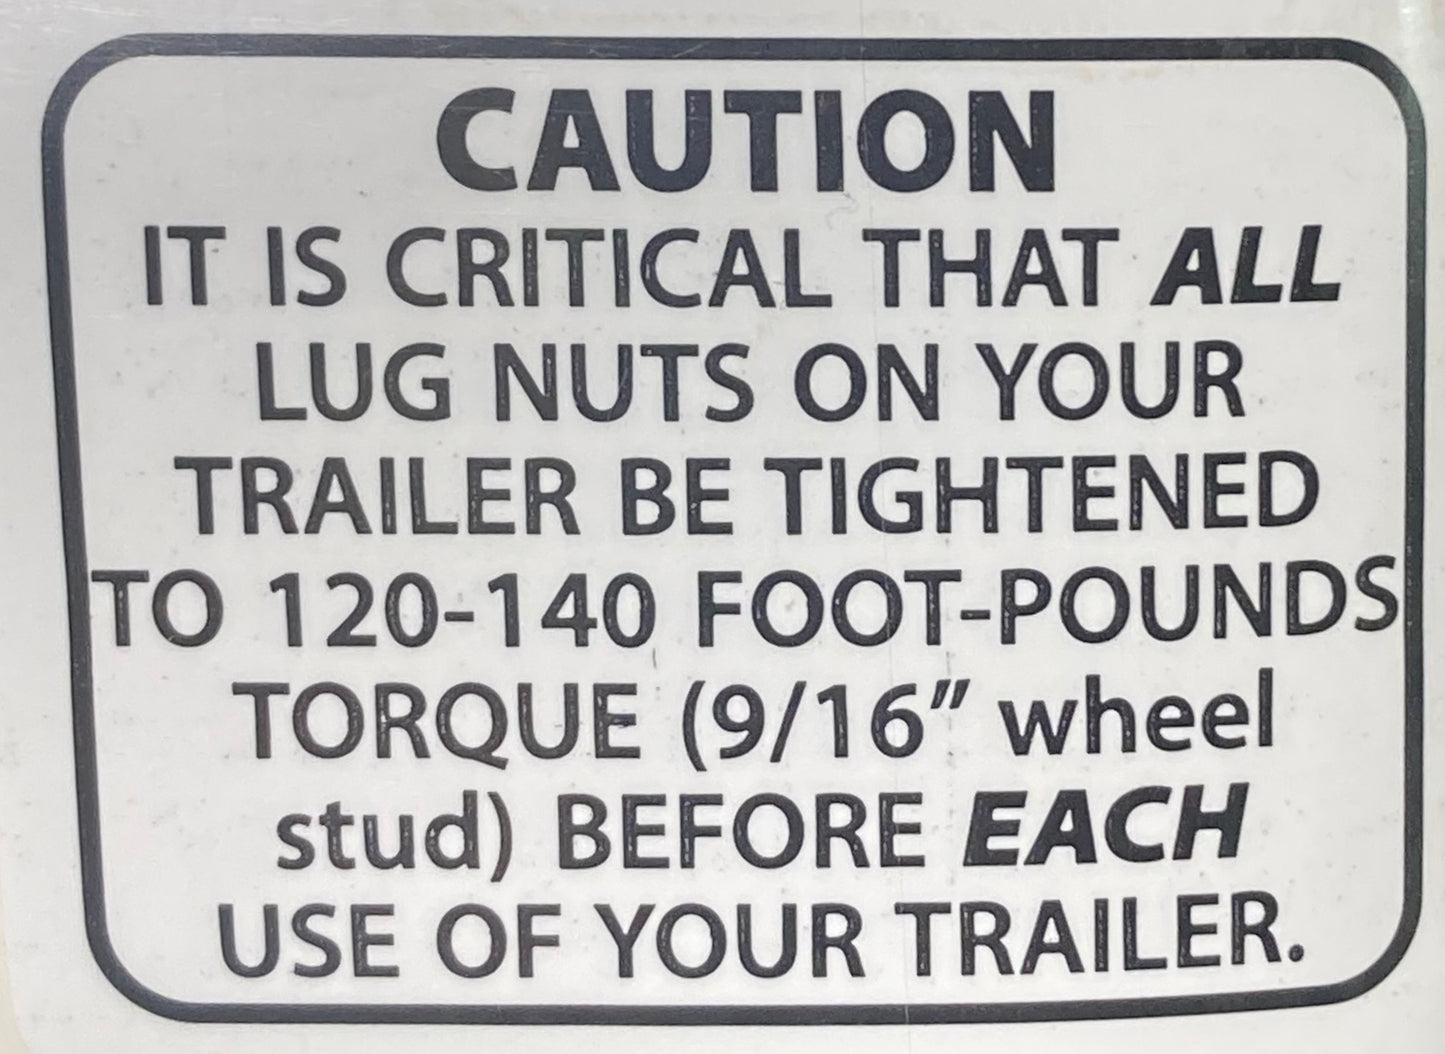 CAUTION
IT IS CRITICAL THAT ALL
LUG NUTS ON YOUR
TRAILER BE TIGHTENED
TO 120-140 FOOT-POUNDS
TORQUE (9/16" wheel
stud) BEFORE EACH
USE OF YOUR TRAILER.